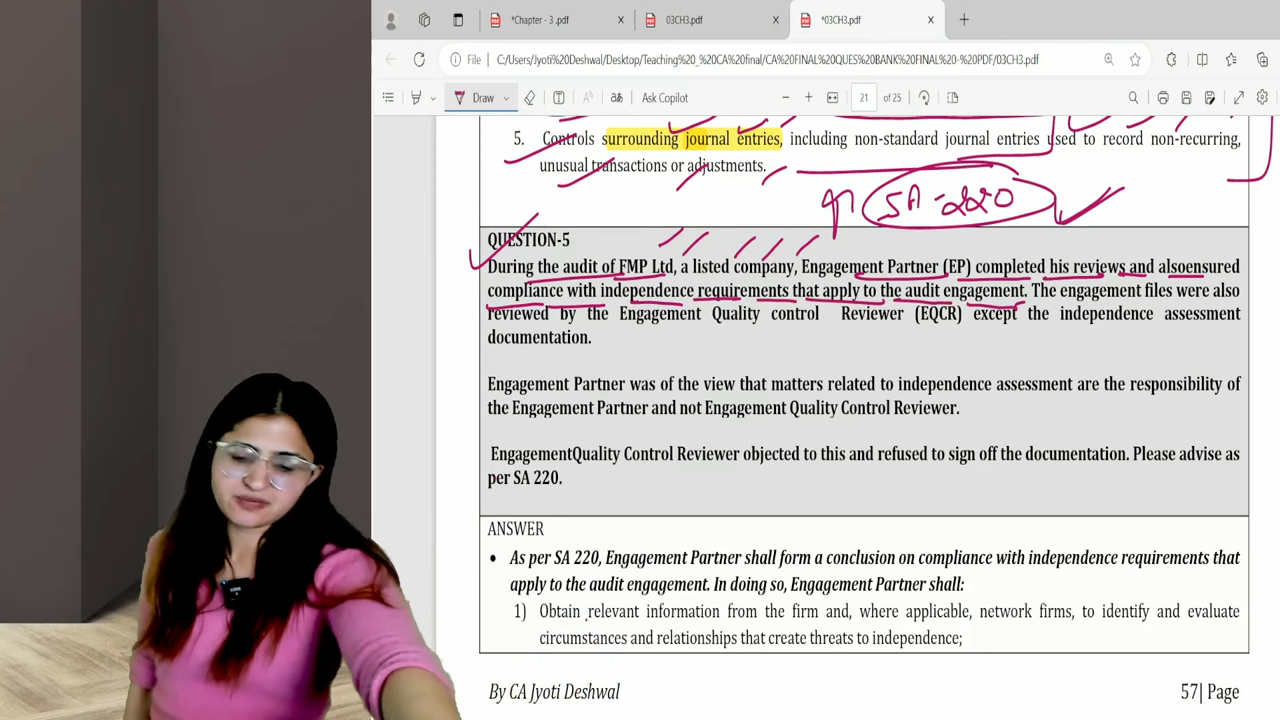 *Chapter - 3 .pdf
03CH3.pdf
*03CH3.pdf
File
C:/Users/Jyoti%20Deshwal/Desktop/Teaching%20_%20CA%20final/CA%20FINAL%20QUES%20BANK%20FINAL%20-%20PDF/03CH3.pdf
Draw
Ask Copilot
21
of 25
5. Controls surrounding journal entries, including non-standard journal entries used to record non-recurring,
unusual transactions or adjustments.
SA-220
QUESTION-5
During the audit of FMP Ltd, a listed company, Engagement Partner (EP) completed his reviews and alsoensured
compliance with independence requirements that apply to the audit engagement. The engagement files were also
reviewed by the Engagement Quality control Reviewer (EQCR) except the independence assessment
documentation.
Engagement Partner was of the view that matters related to independence assessment are the responsibility of
the Engagement Partner and not Engagement Quality Control Reviewer.
EngagementQuality Control Reviewer objected to this and refused to sign off the documentation. Please advise as
per SA 220.
ANSWER
• As per SA 220, Engagement Partner shall form a conclusion on compliance with independence requirements that
apply to the audit engagement. In doing so, Engagement Partner shall:
1) Obtain relevant information from the firm and, where applicable, network firms, to identify and evaluate
circumstances and relationships that create threats to independence;
By CA Jyoti Deshwal
57| Page